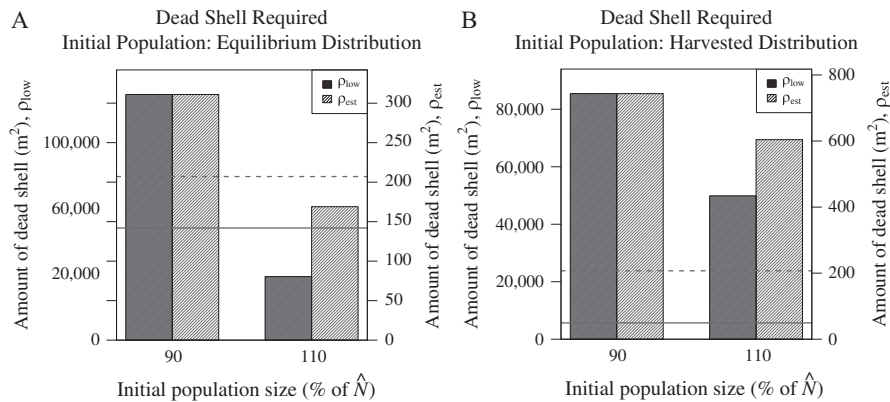 A
Dead Shell Required
Initial Population: Equilibrium Distribution
Amount of dead shell (m²), ρlow
100,000
60,000
20,000
0
ρlow
ρest
300
250
200
150
100
50
0
Amount of dead shell (m²), ρest
90 110
Initial population size (% of N̂)
B
Dead Shell Required
Initial Population: Harvested Distribution
Amount of dead shell (m²), ρlow
80,000
60,000
40,000
20,000
0
ρlow
ρest
800
600
400
200
0
Amount of dead shell (m²), ρest
90 110
Initial population size (% of N̂)